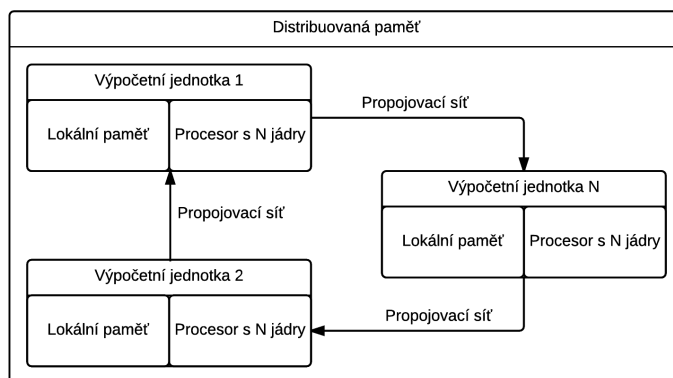 Distribuovaná paměť
Výpočetní jednotka 1
Lokální paměť
Procesor s N jádry
Propojovací síť
Výpočetní jednotka N
Lokální paměť
Procesor s N jádry
Propojovací síť
Výpočetní jednotka 2
Lokální paměť
Procesor s N jádry
Propojovací síť